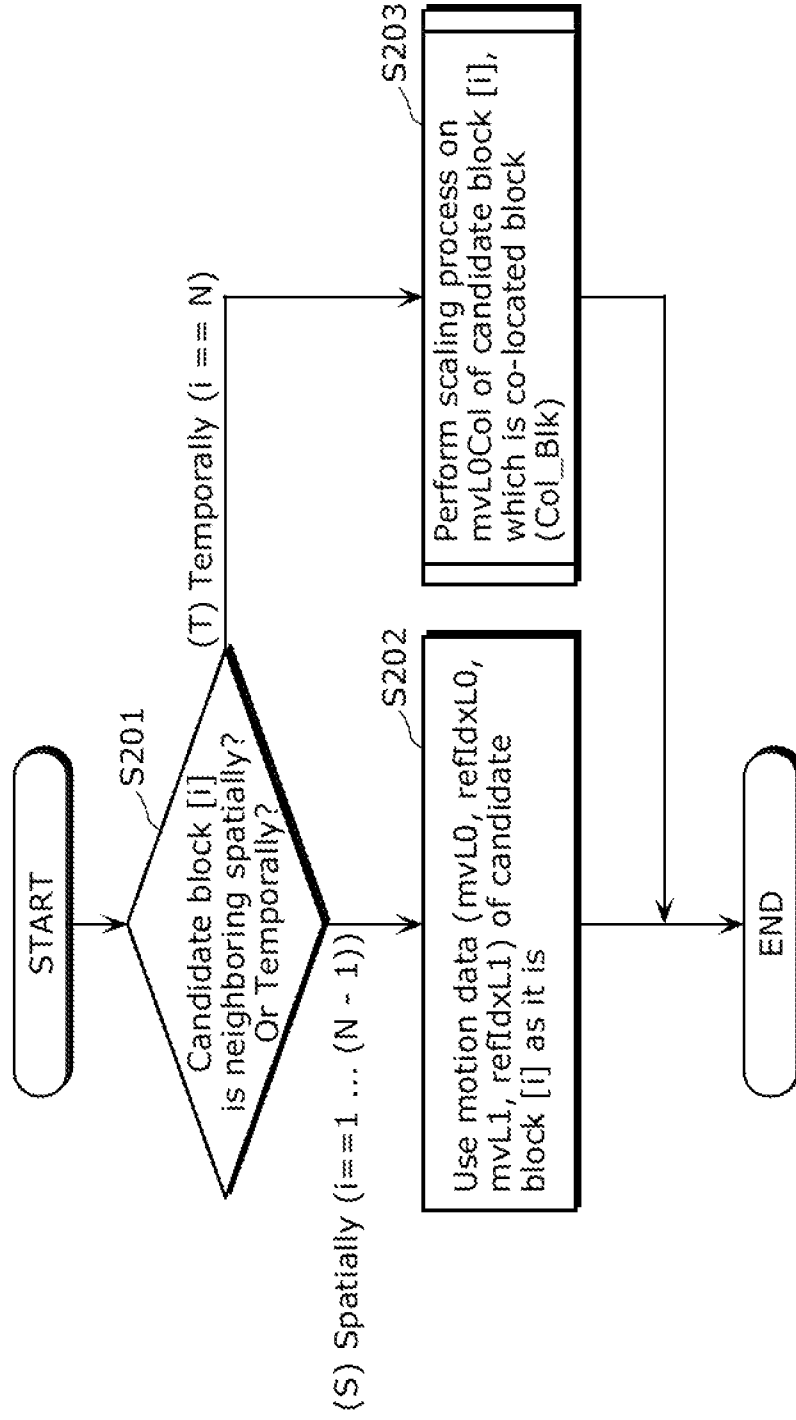 START
S201
Candidate block [i]
is neighboring spatially?
Or Temporally?
(T) Temporally (i == N)
(S) Spatially (i==1 ... (N - 1))
S202
Use motion data (mvL0, refIdxL0,
mvL1, refIdxL1) of candidate
block [i] as it is
S203
Perform scaling process on
mvL0Col of candidate block [i],
which is co-located block
(Col_Blk)
END